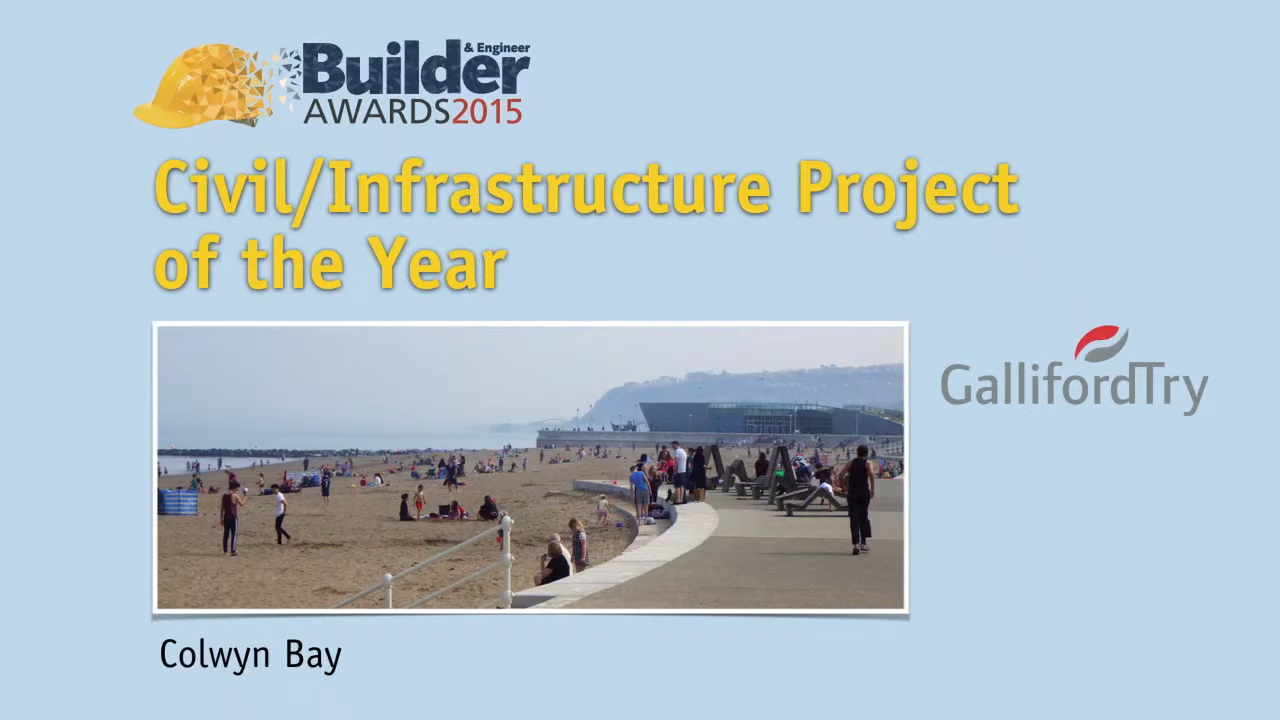 & Engineer
Builder
AWARDS2015
Civil/Infrastructure Project
of the Year
GallifordTry
Colwyn Bay